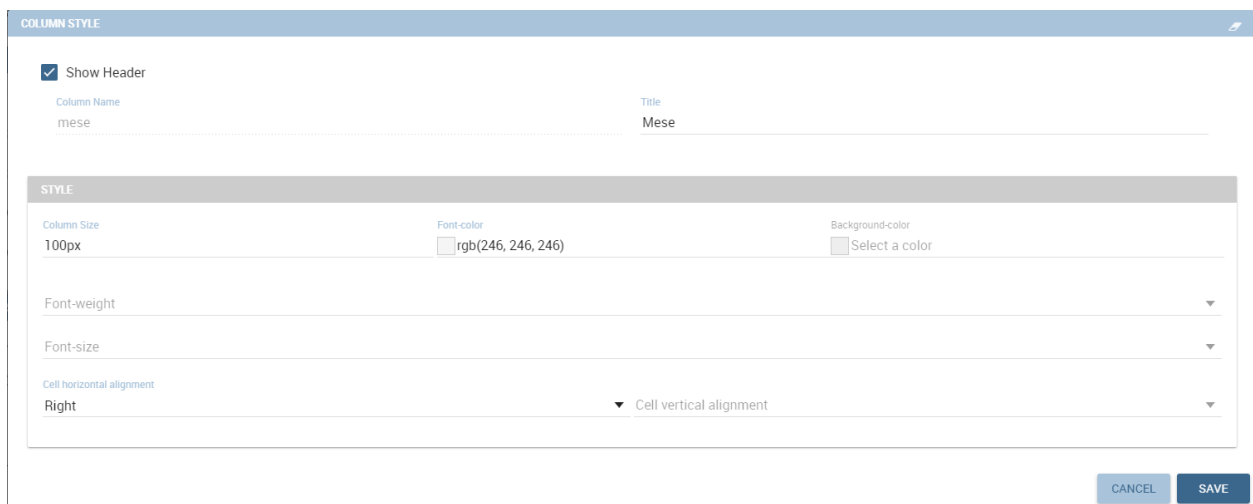 COLUMN STYLE
Show Header
Column Name
Title
mese
Mese
STYLE
Column Size
Font-color
Background-color
100px
rgb(246, 246, 246)
Select a color
Font-weight
Font-size
Cell horizontal alignment
Right
Cell vertical alignment
CANCEL
SAVE